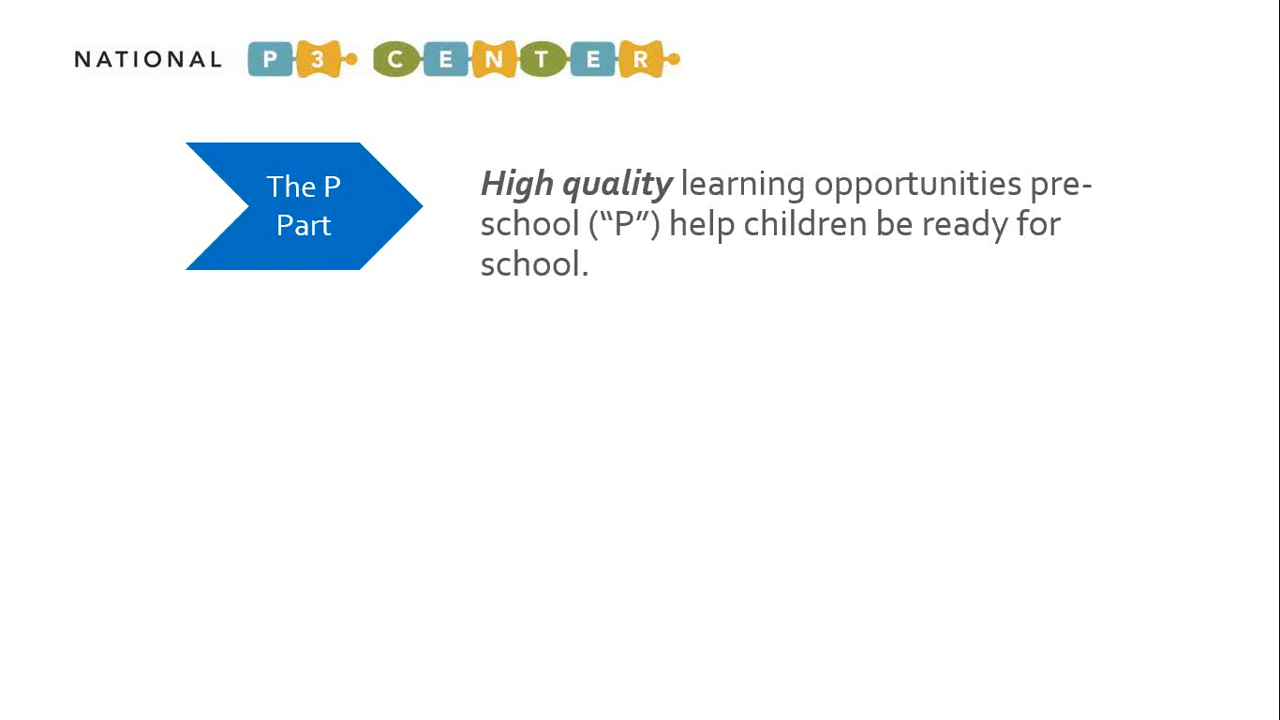 NATIONAL P3 CENTER
The P
Part
High quality learning opportunities pre-
school (“P”) help children be ready for
school.